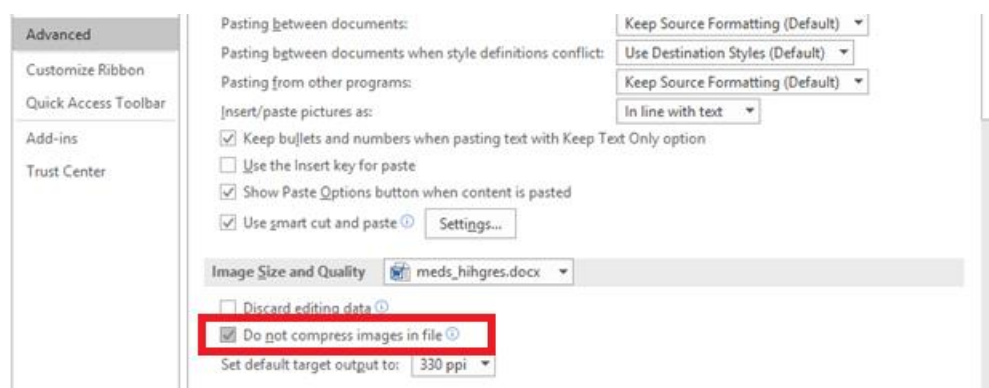 Advanced
Customize Ribbon
Quick Access Toolbar
Add-ins
Trust Center
Pasting between documents: Keep Source Formatting (Default)
Pasting between documents when style definitions conflict: Use Destination Styles (Default)
Pasting from other programs: Keep Source Formatting (Default)
Insert/paste pictures as: In line with text
Keep bullets and numbers when pasting text with Keep Text Only option
Use the Insert key for paste
Show Paste Options button when content is pasted
Use smart cut and paste Settings...
Image Size and Quality meds_hihgres.docx
Discard editing data
Do not compress images in file
Set default target output to: 330 ppi